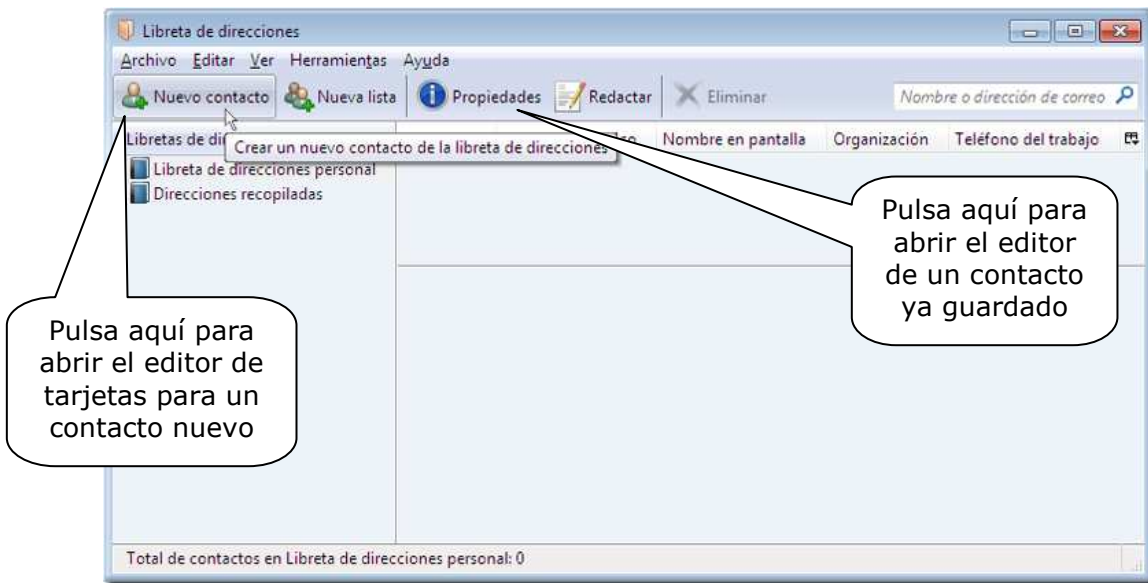 Libreta de direcciones
Archivo Editar Ver Herramientas Ayuda
Nuevo contacto Nueva lista Propiedades Redactar Eliminar Nombre o dirección de correo
Libretas de di Nombre en pantalla Organización Teléfono del trabajo
Crear un nuevo contacto de la libreta de direcciones
Libreta de direcciones personal
Direcciones recopiladas
Pulsa aquí para
abrir el editor
de un contacto
ya guardado
Pulsa aquí para
abrir el editor de
tarjetas para un
contacto nuevo
Total de contactos en Libreta de direcciones personal: 0